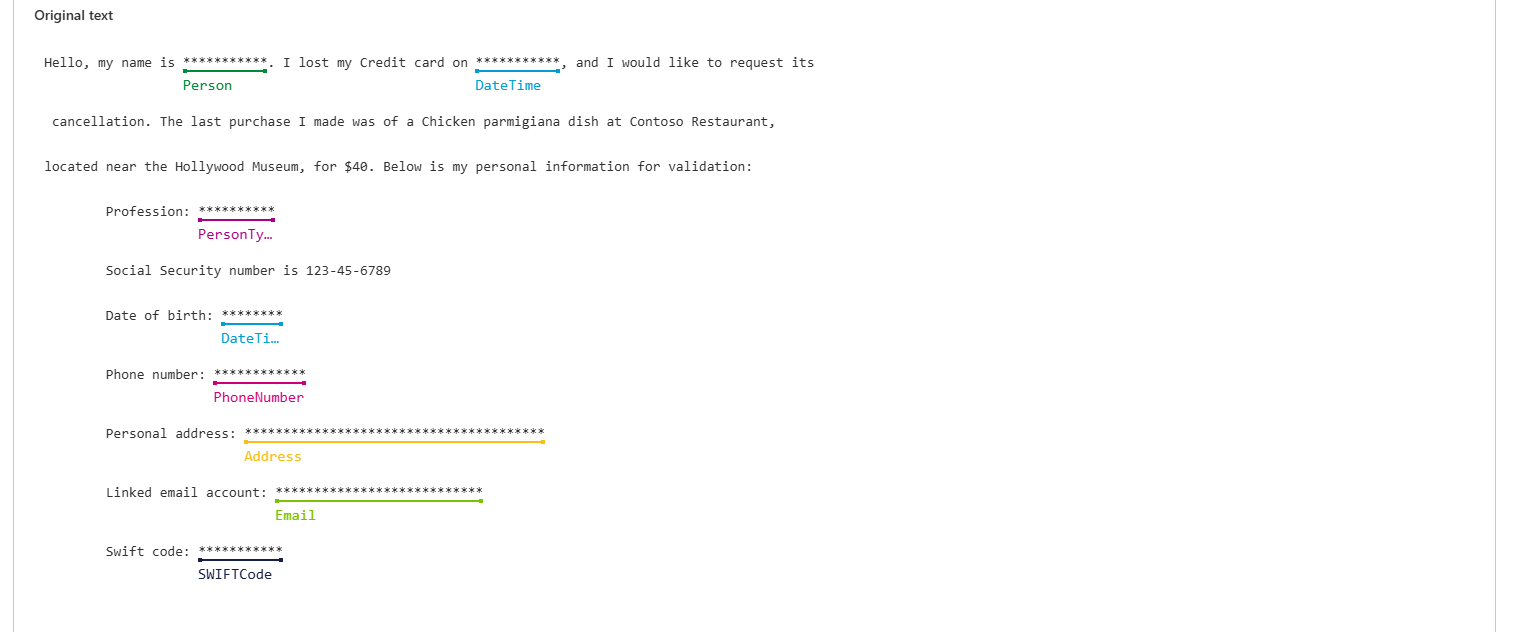 Original text
Hello, my name is ***********. I lost my Credit card on ***********, and I would like to request its
Person DateTime
cancellation. The last purchase I made was of a Chicken parmigiana dish at Contoso Restaurant,
located near the Hollywood Museum, for $40. Below is my personal information for validation:
Profession: **********
PersonTy…
Social Security number is 123-45-6789
Date of birth: ********
DateTi…
Phone number: ************
PhoneNumber
Personal address: ***************************************
Address
Linked email account: ***************************
Email
Swift code: ***********
SWIFTCode